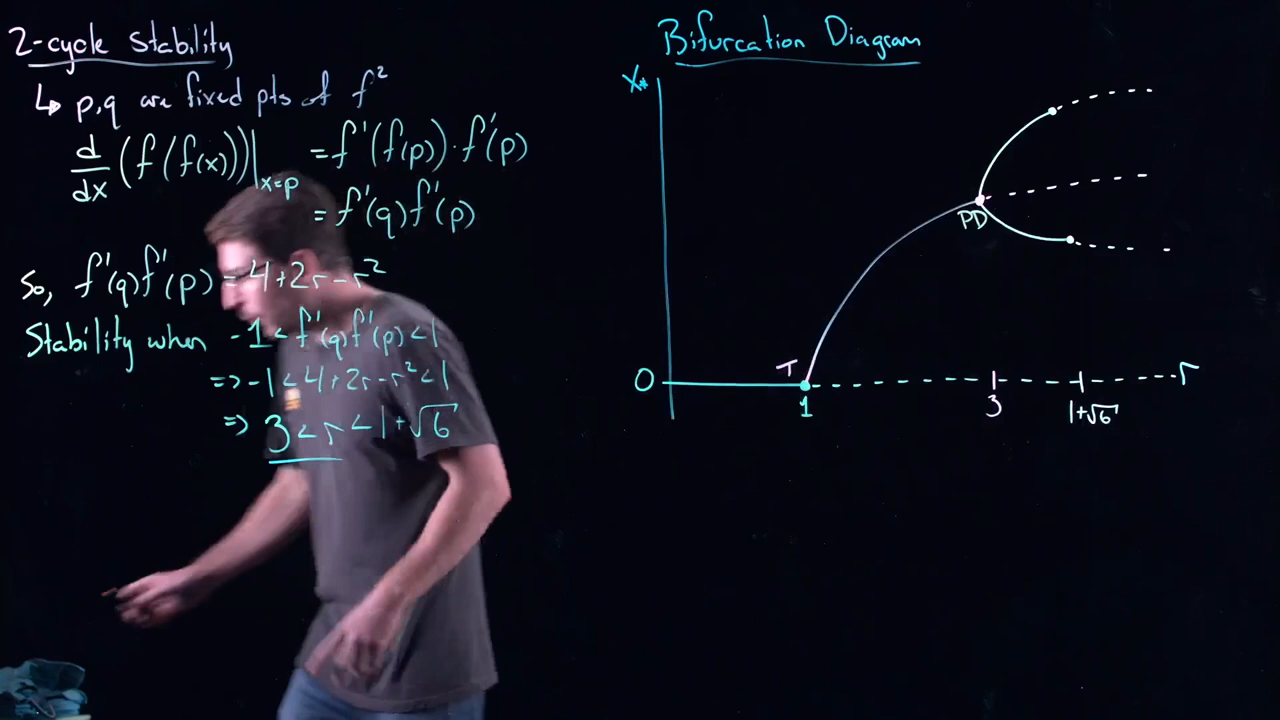 2-cycle Stability
↳ p,q are fixed pts of f²
d/dx (f(f(x)))|x=p = f'(f(p))·f'(p)
= f'(q)f'(p)
So, f'(q)f'(p) = 4+2r-r²
Stability when -1 < f'(q)f'(p) < 1
=> -1 < 4+2r-r² < 1
=> 3 < r < 1+√6
Bifurcation Diagram
x*
PD
T
0
r
1
3
1+√6